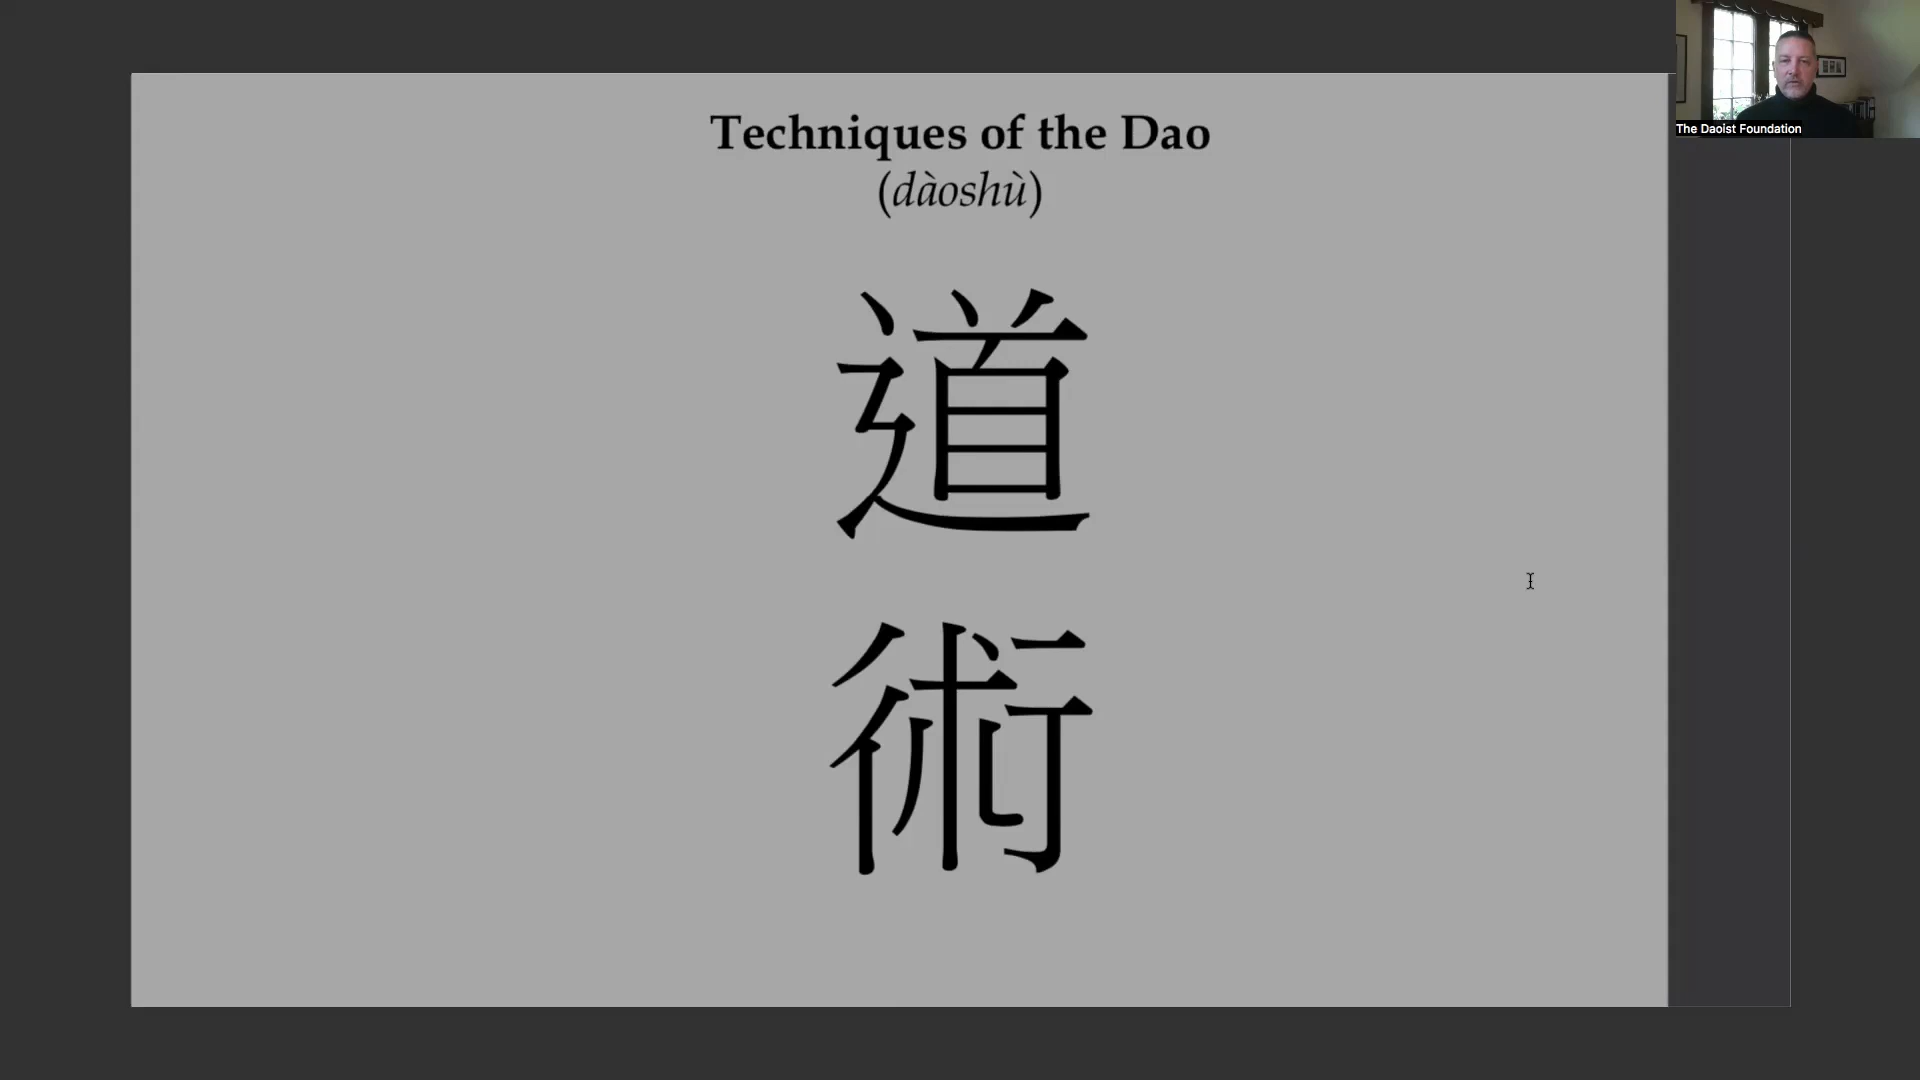 Techniques of the Dao
(dàoshù)
道
術
The Daoist Foundation